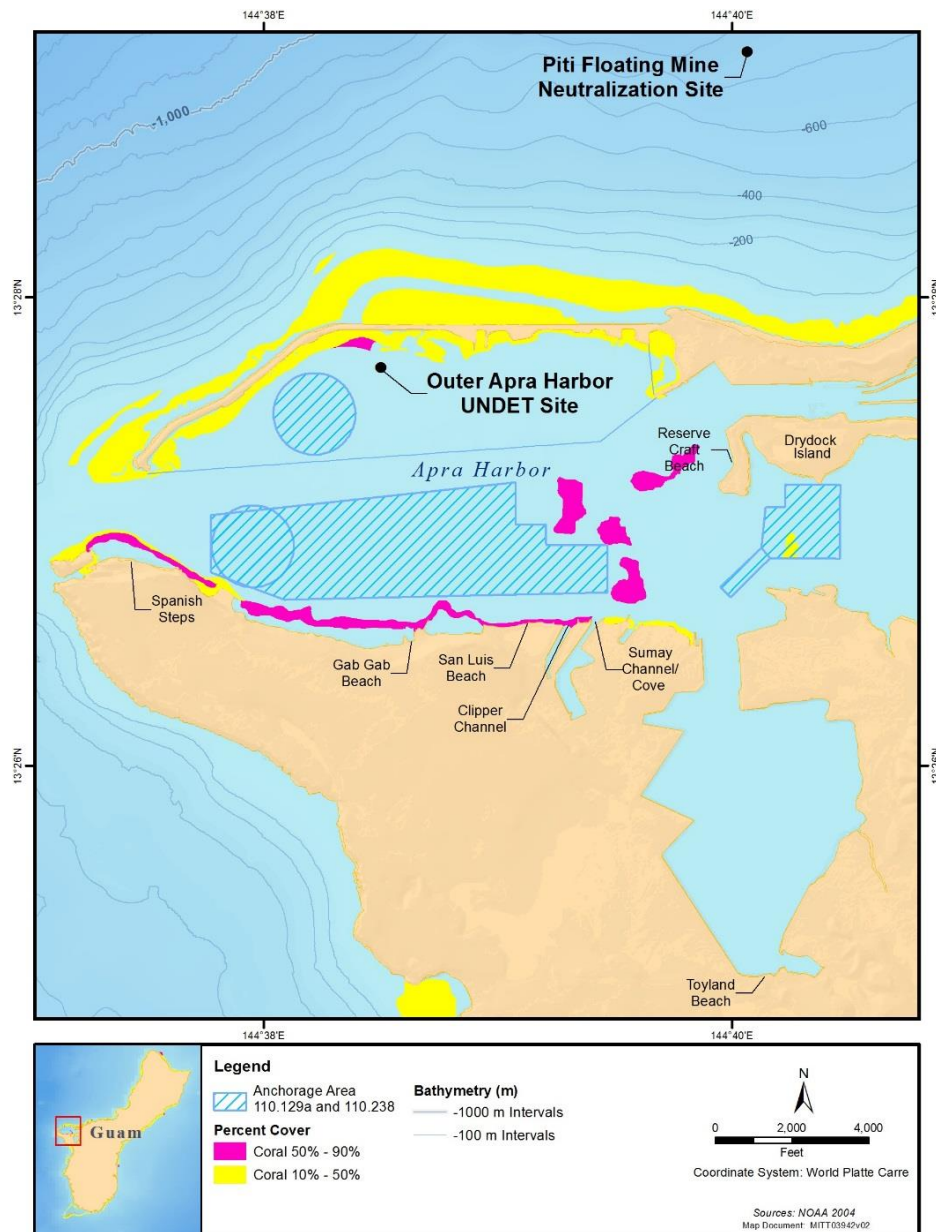 144°38'E
144°40'E
Piti Floating Mine
Neutralization Site
-1,000
-600
-400
-200
13°28'N
13°28'N
Outer Apra Harbor
UNDET Site
Reserve
Craft
Beach
Drydock
Island
Apra Harbor
Spanish
Steps
Gab Gab
Beach
San Luis
Beach
Clipper
Channel
Sumay
Channel/
Cove
13°26'N
13°26'N
Toyland
Beach
144°38'E
144°40'E
Guam
Legend
Anchorage Area
110.129a and 110.238
Percent Cover
Coral 50% - 90%
Coral 10% - 50%
Bathymetry (m)
-1000 m Intervals
-100 m Intervals
N
0 2,000 4,000
Feet
Coordinate System: World Platte Carre
Sources: NOAA 2004
Map Document: MITT03942v02